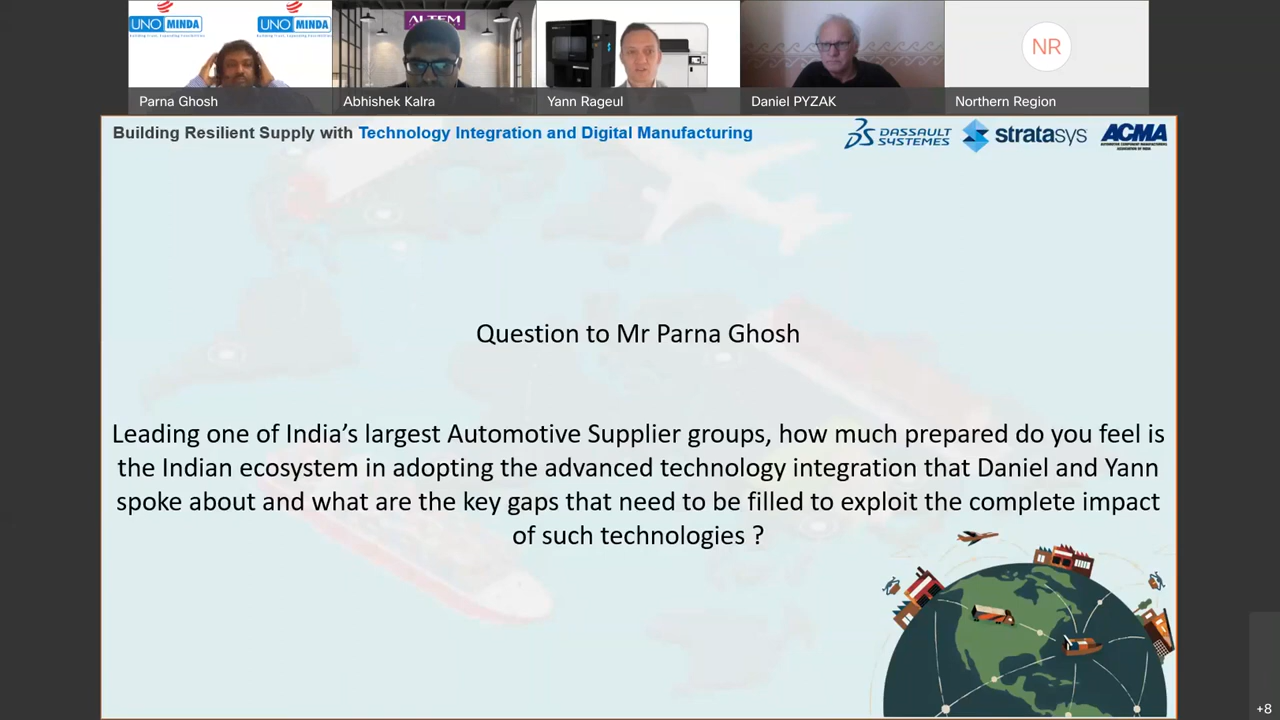 UNO MINDA
UNO MINDA
ALTEM
Parna Ghosh
Abhishek Kalra
Yann Rageul
Daniel PYZAK
NR
Northern Region
Building Resilient Supply with Technology Integration and Digital Manufacturing
DASSAULT
SYSTEMES
stratasys
ACMA
Question to Mr Parna Ghosh
Leading one of India’s largest Automotive Supplier groups, how much prepared do you feel is
the Indian ecosystem in adopting the advanced technology integration that Daniel and Yann
spoke about and what are the key gaps that need to be filled to exploit the complete impact
of such technologies ?
+8